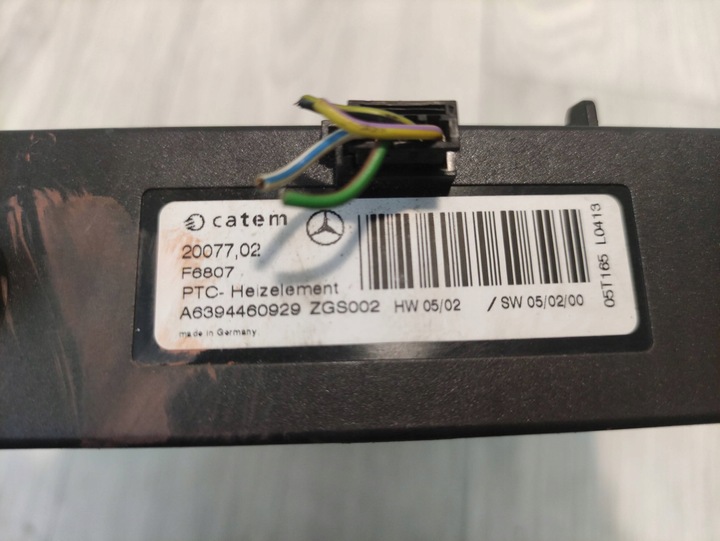 catem
20077,02
F6807
PTC- Heizelement
A6394460929 ZGS002 HW 05/02 / SW 05/02/00
made in Germany
05T165 L0413